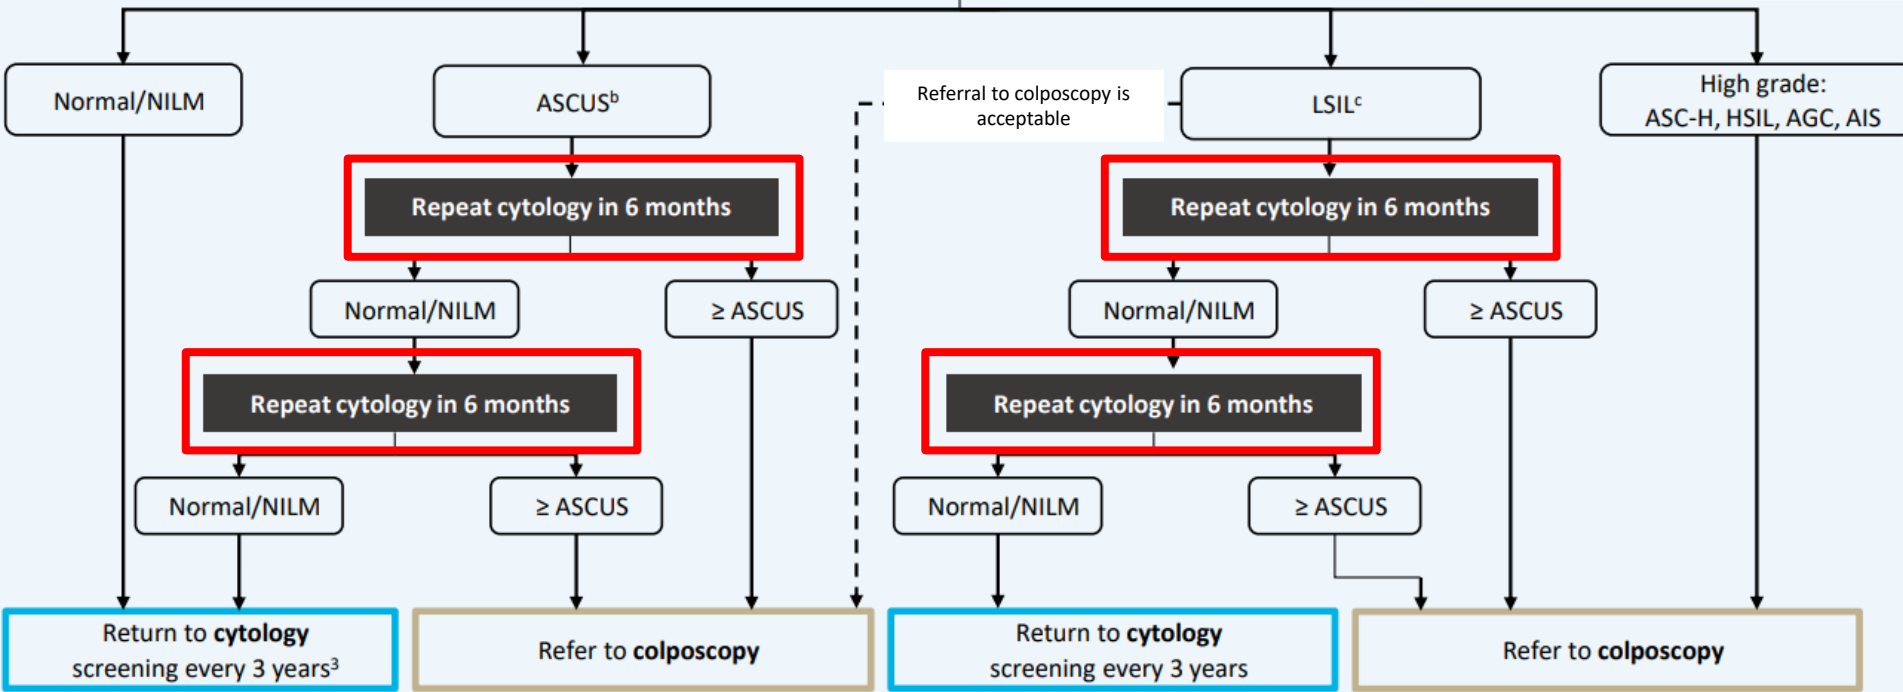 Normal/NILM
ASCUSᵇ
Referral to colposcopy is
acceptable
LSILᶜ
High grade:
ASC-H, HSIL, AGC, AIS
Repeat cytology in 6 months
Repeat cytology in 6 months
Normal/NILM
≥ ASCUS
Normal/NILM
≥ ASCUS
Repeat cytology in 6 months
Repeat cytology in 6 months
Normal/NILM
≥ ASCUS
Normal/NILM
≥ ASCUS
Return to cytology
screening every 3 years³
Refer to colposcopy
Return to cytology
screening every 3 years
Refer to colposcopy